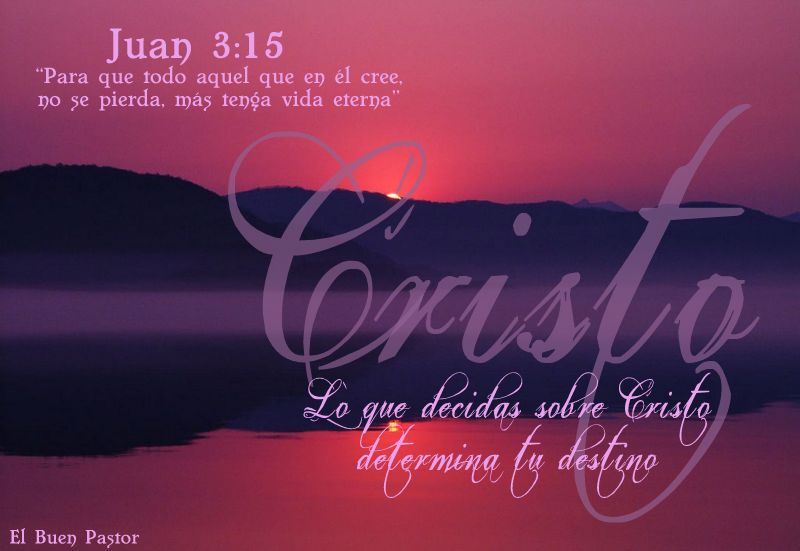 Juan 3:15
“Para que todo aquel que en él cree,
no se pierda, más tenga vida eterna”
Cristo
Lo que decidas sobre Cristo
determina tu destino
El Buen Pastor